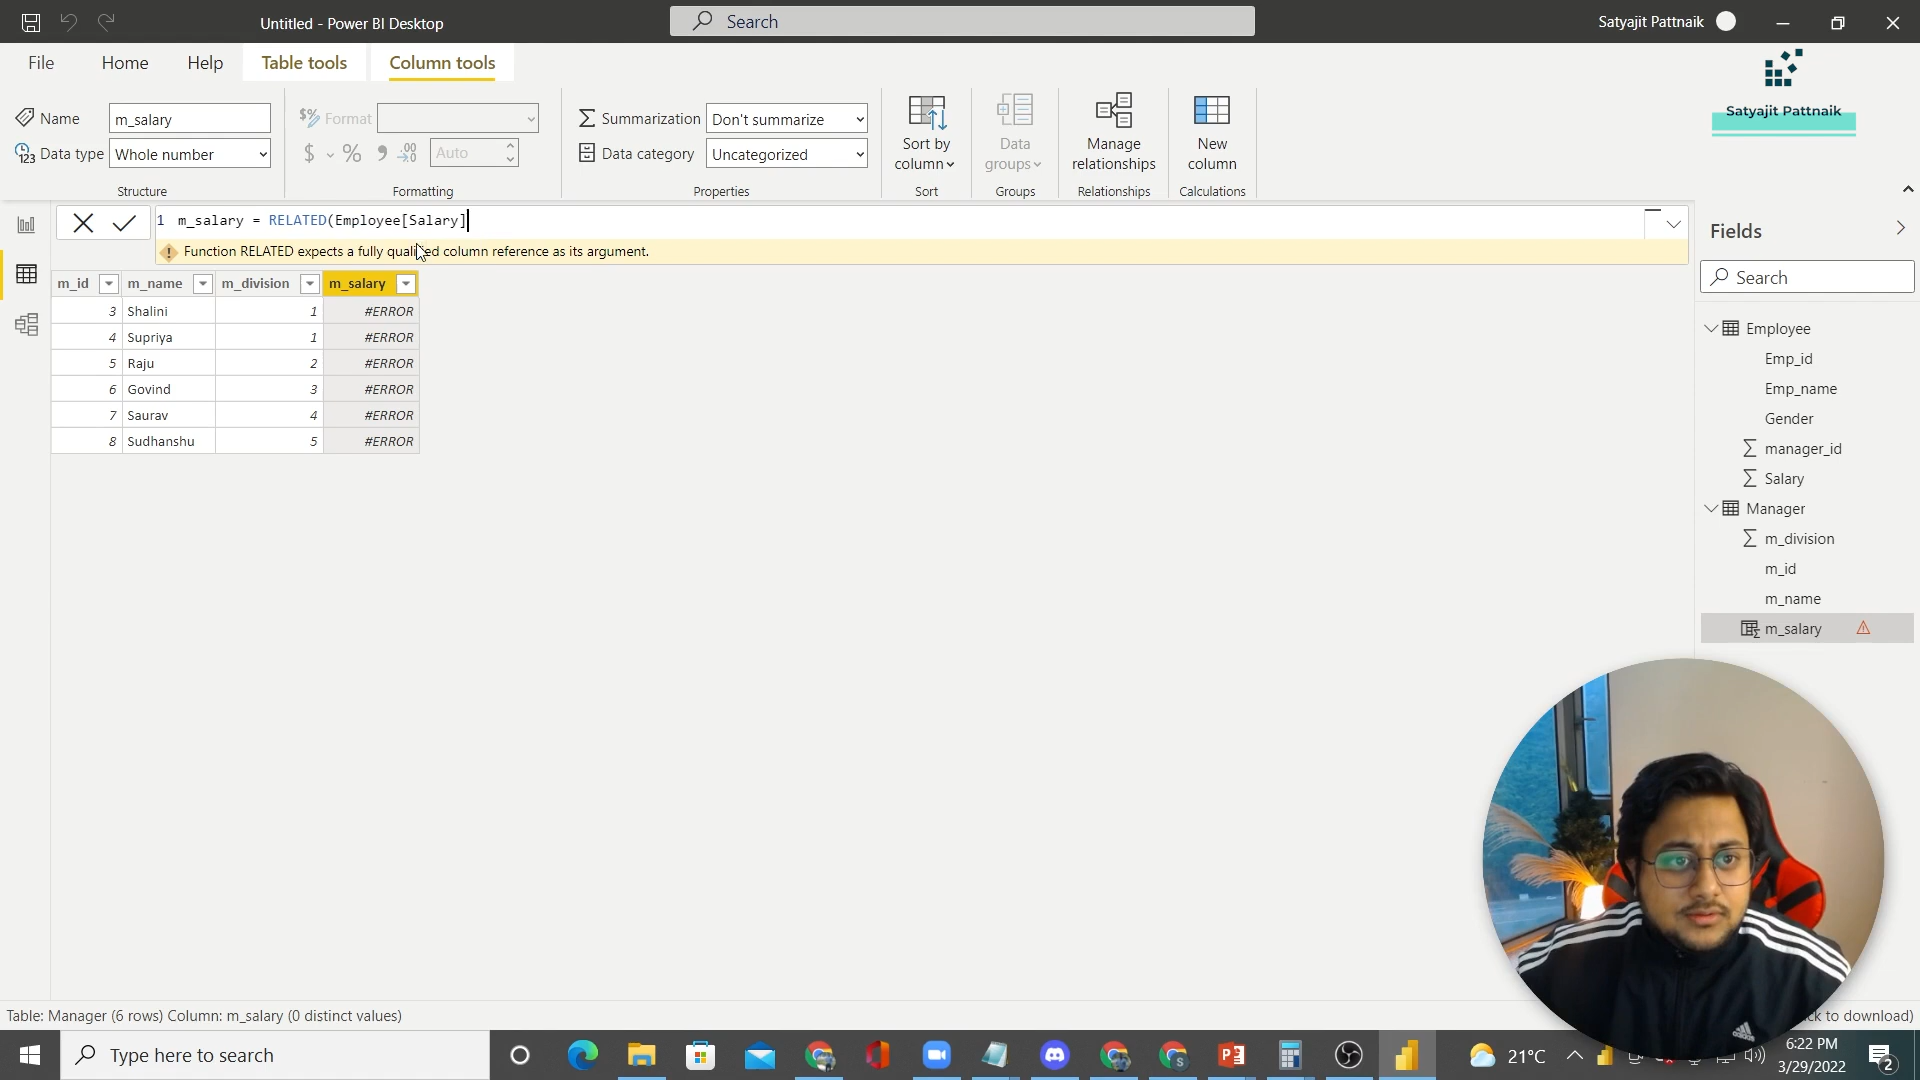 Untitled - Power BI Desktop
Search
Satyajit Pattnaik
File
Home
Help
Table tools
Column tools
Name
m_salary
Data type
Whole number
Structure
Format
$ % 9 .00
Auto
Formatting
Summarization
Don't summarize
Data category
Uncategorized
Properties
Sort by
column
Sort
Data
groups
Groups
Manage
relationships
Relationships
New
column
Calculations
Satyajit Pattnaik
1 m_salary = RELATED(Employee[Salary]
Function RELATED expects a fully qualified column reference as its argument.
m_id m_name m_division m_salary
3 Shalini 1 #ERROR
4 Supriya 1 #ERROR
5 Raju 2 #ERROR
6 Govind 3 #ERROR
7 Saurav 4 #ERROR
8 Sudhanshu 5 #ERROR
Fields
Search
Employee
Emp_id
Emp_name
Gender
manager_id
Salary
Manager
m_division
m_id
m_name
m_salary
Table: Manager (6 rows) Column: m_salary (0 distinct values)
to download)
Type here to search
21°C
6:22 PM
3/29/2022
2